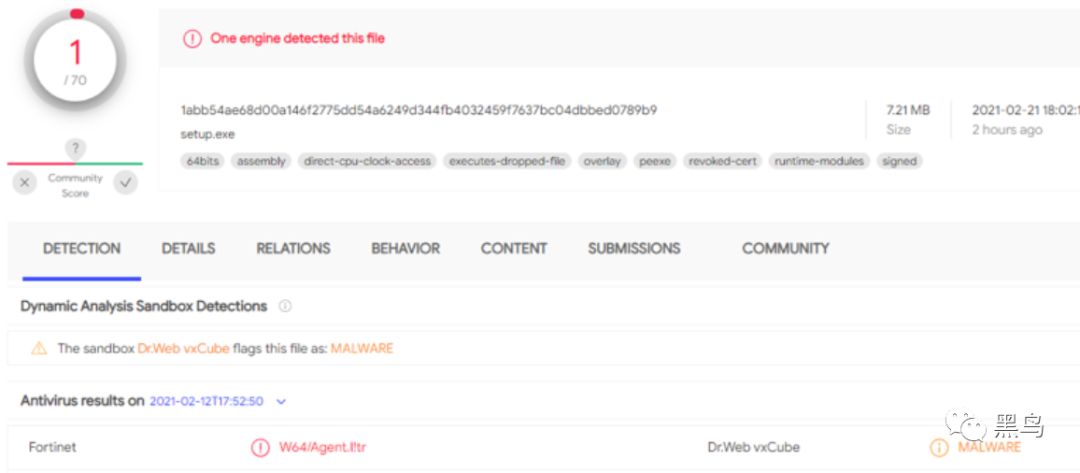 1
/ 70
One engine detected this file
1abb54ae68d00a146f2775dd54a6249d344fb4032459f7637bc04dbbed0789b9
setup.exe
7.21 MB
Size
2021-02-21 18:02:1
2 hours ago
64bits assembly direct-cpu-clock-access executes-dropped-file overlay peexe revoked-cert runtime-modules signed
?
Community
Score
DETECTION DETAILS RELATIONS BEHAVIOR CONTENT SUBMISSIONS COMMUNITY
Dynamic Analysis Sandbox Detections
The sandbox Dr.Web vxCube flags this file as: MALWARE
Antivirus results on 2021-02-12T17:52:50
Fortinet W64/Agent.I!tr Dr.Web vxCube MALWARE
黑鸟